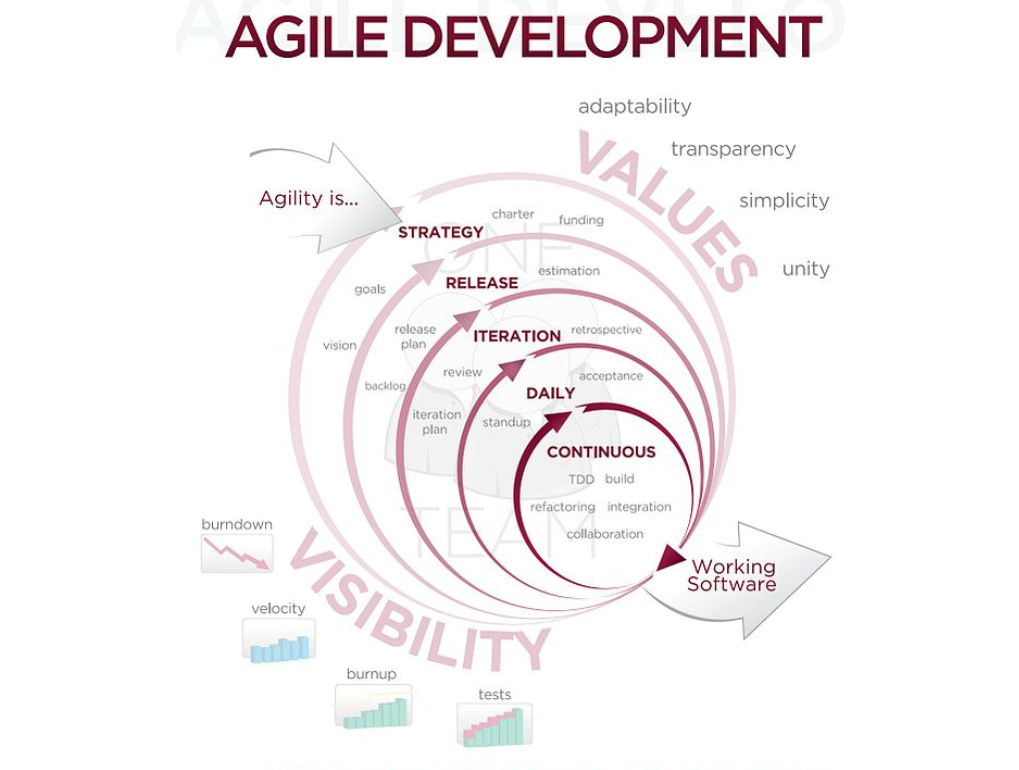 AGILE DEVELOPMENT
adaptability
VALUES
transparency
simplicity
unity
Agility is...
STRATEGY
charter
funding
goals
vision
ONE
RELEASE
estimation
release
plan
backlog
ITERATION
retrospective
review
iteration
plan
DAILY
acceptance
standup
CONTINUOUS
TDD build
refactoring integration
collaboration
TEAM
Working
Software
VISIBILITY
burndown
velocity
burnup
tests